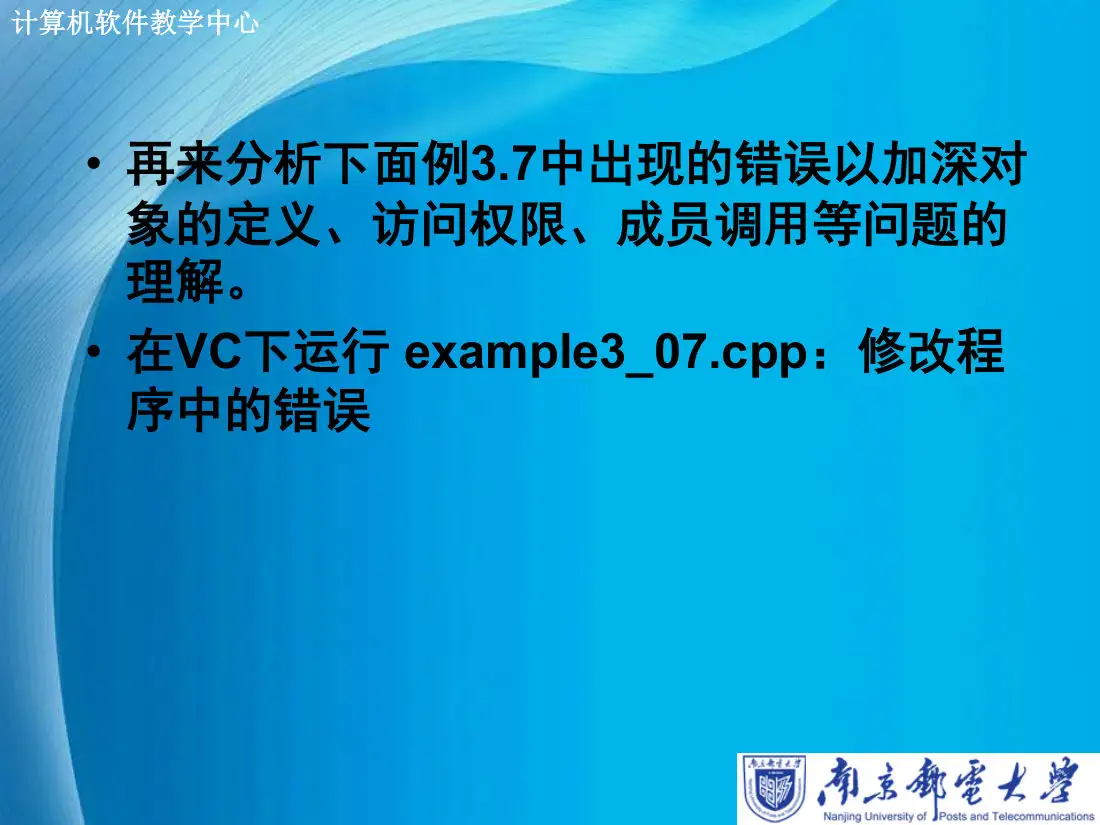 计算机软件教学中心
• 再来分析下面例3.7中出现的错误以加深对
象的定义、访问权限、成员调用等问题的
理解。
• 在VC下运行 example3_07.cpp：修改程
序中的错误
南京郵電大學
Nanjing University of Posts and Telecommunications